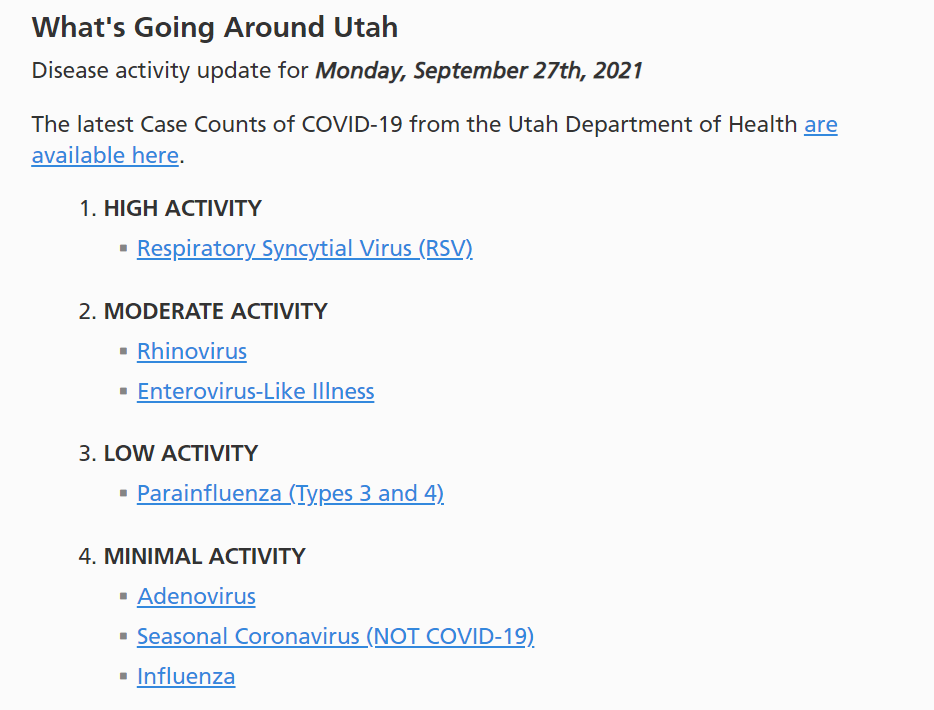 What's Going Around Utah
Disease activity update for Monday, September 27th, 2021
The latest Case Counts of COVID-19 from the Utah Department of Health are
available here.
1. HIGH ACTIVITY
▪ Respiratory Syncytial Virus (RSV)
2. MODERATE ACTIVITY
▪ Rhinovirus
▪ Enterovirus-Like Illness
3. LOW ACTIVITY
▪ Parainfluenza (Types 3 and 4)
4. MINIMAL ACTIVITY
▪ Adenovirus
▪ Seasonal Coronavirus (NOT COVID-19)
▪ Influenza